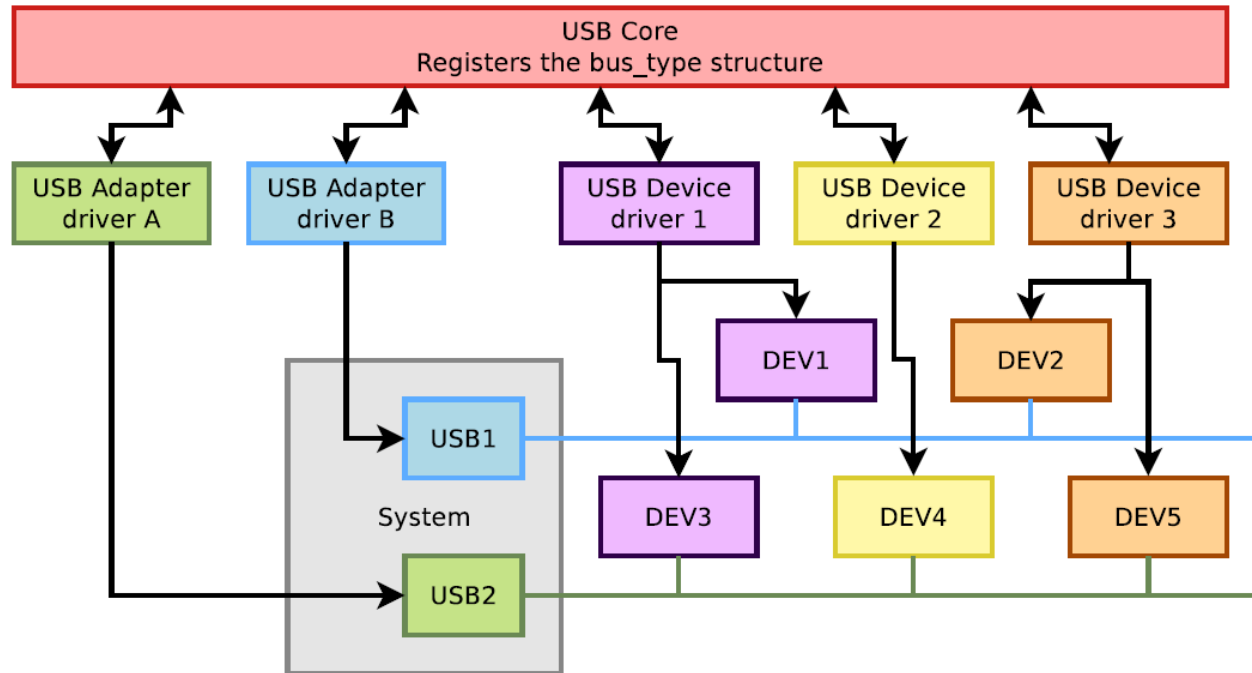 USB Core
Registers the bus_type structure
USB Adapter
driver A
USB Adapter
driver B
USB Device
driver 1
USB Device
driver 2
USB Device
driver 3
DEV1
DEV2
USB1
System
DEV3
DEV4
DEV5
USB2